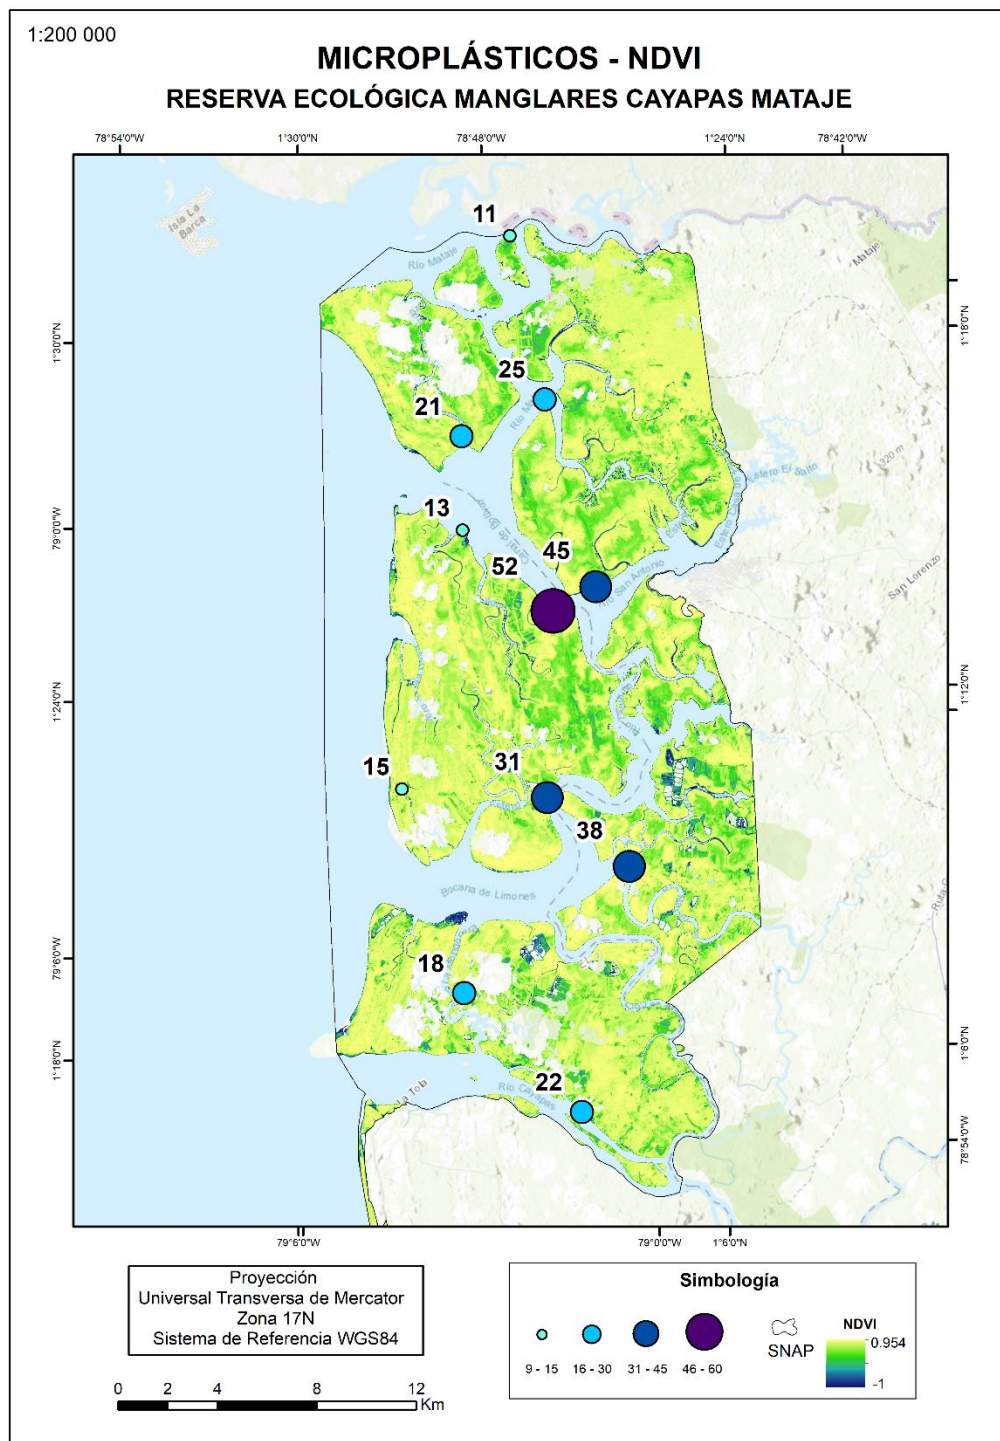 1:200 000
MICROPLÁSTICOS - NDVI
RESERVA ECOLÓGICA MANGLARES CAYAPAS MATAJE
78°54'0"W
1°30'0"N
78°48'0"W
1°24'0"N
78°42'0"W
Isla La
Barca
11
Río Mataje
Mataje
1°30'0"N
1°18'0"N
25
21
320 m
Estero El Salto
13
79°0'0"W
Canal de Bolívar
45
52
Río San Antonio
San Lorenzo
1°24'0"N
1°12'0"N
15
31
38
Bocana de Limones
79°6'0"W
18
1°18'0"N
1°6'0"N
La Tola
22
Río Cayapas
78°54'0"W
79°6'0"W
79°0'0"W
1°6'0"N
Proyección
Universal Transversa de Mercator
Zona 17N
Sistema de Referencia WGS84
0 2 4 8 12
Km
Simbología
9 - 15
16 - 30
31 - 45
46 - 60
SNAP
NDVI
0.954
-1